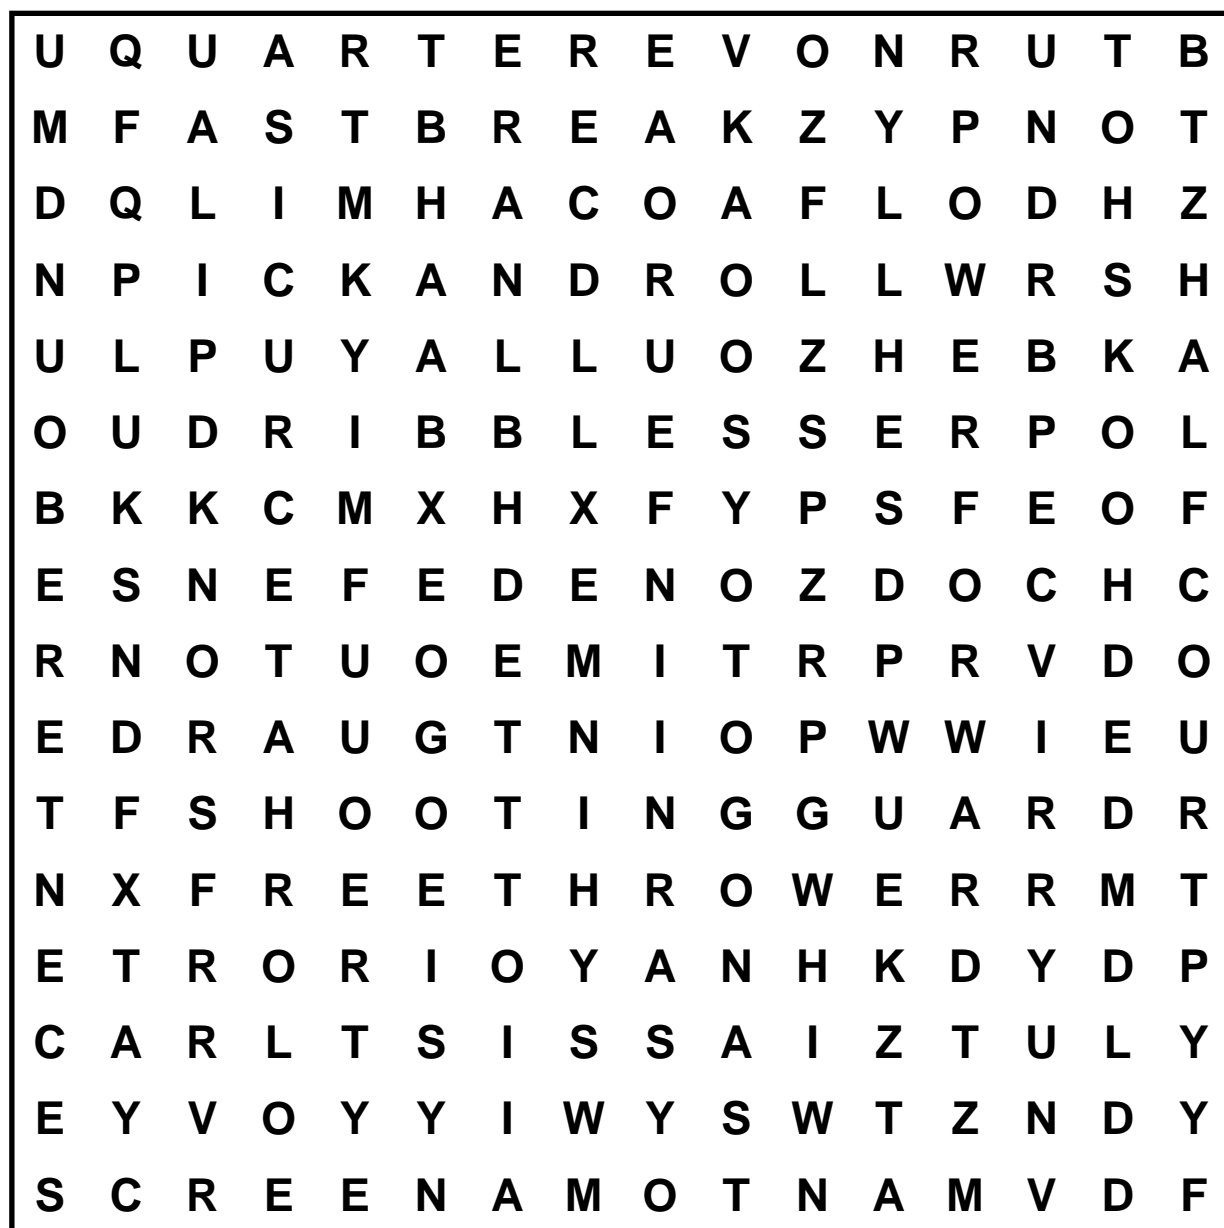 U Q U A R T E R E V O N R U T B
M F A S T B R E A K Z Y P N O T
D Q L I M H A C O A F L O D H Z
N P I C K A N D R O L L W R S H
U L P U Y A L L U O Z H E B K A
O U D R I B B L E S S E R P O L
B K K C M X H X F Y P S F E O F
E S N E F E D E N O Z D O C H C
R N O T U O E M I T R P R V D O
E D R A U G T N I O P W W I E U
T F S H O O T I N G G U A R D R
N X F R E E T H R O W E R R M T
E T R O R I O Y A N H K D Y D P
C A R L T S I S S A I Z T U L Y
E Y V O Y Y I W Y S W T Z N D Y
S C R E E N A M O T N A M V D F